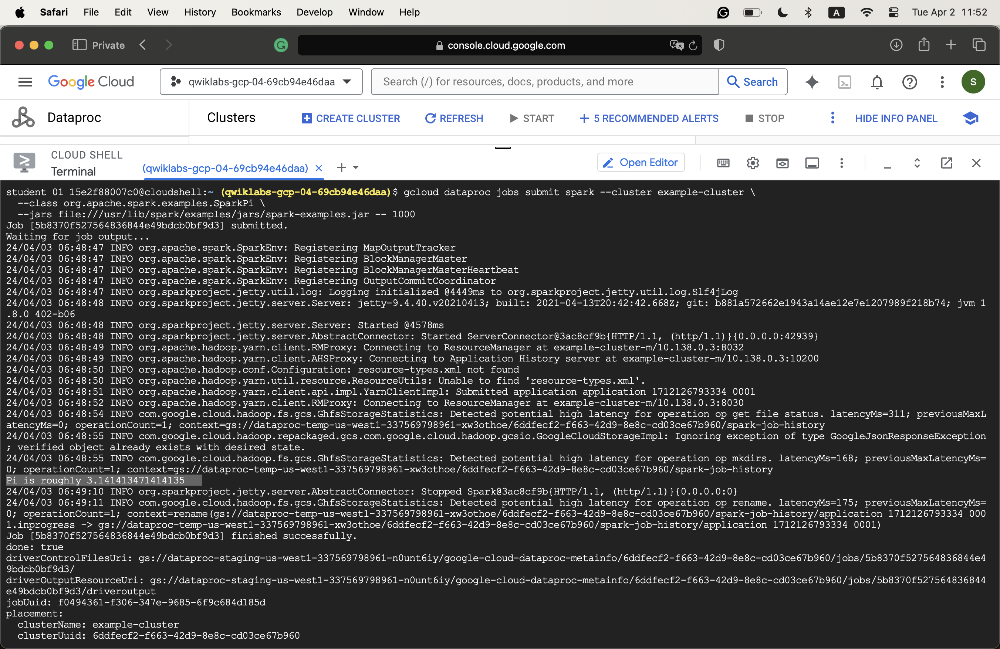 Safari File Edit View History Bookmarks Develop Window Help A Tue Apr 2 11:52
Private console.cloud.google.com
Google Cloud qwiklabs-gcp-04-69cb94e46daa Search (/) for resources, docs, products, and more Search S
Dataproc Clusters CREATE CLUSTER REFRESH START 5 RECOMMENDED ALERTS STOP HIDE INFO PANEL
CLOUD SHELL
Terminal (qwiklabs-gcp-04-69cb94e46daa) Open Editor
student_01_15e2f88007c0@cloudshell:~ (qwiklabs-gcp-04-69cb94e46daa)$ gcloud dataproc jobs submit spark --cluster example-cluster \
--class org.apache.spark.examples.SparkPi \
--jars file:///usr/lib/spark/examples/jars/spark-examples.jar -- 1000
Job [5b8370f527564836844e49bdcb0bf9d3] submitted.
Waiting for job output...
24/04/03 06:48:47 INFO org.apache.spark.SparkEnv: Registering MapOutputTracker
24/04/03 06:48:47 INFO org.apache.spark.SparkEnv: Registering BlockManagerMaster
24/04/03 06:48:47 INFO org.apache.spark.SparkEnv: Registering BlockManagerMasterHeartbeat
24/04/03 06:48:47 INFO org.apache.spark.SparkEnv: Registering OutputCommitCoordinator
24/04/03 06:48:47 INFO org.sparkproject.jetty.util.log: Logging initialized @4449ms to org.sparkproject.jetty.util.log.Slf4jLog
24/04/03 06:48:48 INFO org.sparkproject.jetty.server.Server: jetty-9.4.40.v20210413; built: 2021-04-13T20:42:42.668Z; git: b881a572662e1943a14ae12e7e1207989f218b74; jvm 1
.8.0_402-b06
24/04/03 06:48:48 INFO org.sparkproject.jetty.server.Server: Started @4578ms
24/04/03 06:48:48 INFO org.sparkproject.jetty.server.AbstractConnector: Started ServerConnector@3ac8cf9b{HTTP/1.1, (http/1.1)}{0.0.0.0:42939}
24/04/03 06:48:49 INFO org.apache.hadoop.yarn.client.RMProxy: Connecting to ResourceManager at example-cluster-m/10.138.0.3:8032
24/04/03 06:48:49 INFO org.apache.hadoop.yarn.client.AHSProxy: Connecting to Application History server at example-cluster-m/10.138.0.3:10200
24/04/03 06:48:50 INFO org.apache.hadoop.conf.Configuration: resource-types.xml not found
24/04/03 06:48:50 INFO org.apache.hadoop.yarn.util.resource.ResourceUtils: Unable to find 'resource-types.xml'.
24/04/03 06:48:51 INFO org.apache.hadoop.yarn.client.api.impl.YarnClientImpl: Submitted application application_1712126793334_0001
24/04/03 06:48:52 INFO org.apache.hadoop.yarn.client.RMProxy: Connecting to ResourceManager at example-cluster-m/10.138.0.3:8030
24/04/03 06:48:54 INFO com.google.cloud.hadoop.fs.gcs.GhfsStorageStatistics: Detected potential high latency for operation op_get_file_status. latencyMs=311; previousMaxL
atencyMs=0; operationCount=1; context=gs://dataproc-temp-us-west1-337569798961-xw3othoe/6ddfecf2-f663-42d9-8e8c-cd03ce67b960/spark-job-history
24/04/03 06:48:55 INFO com.google.cloud.hadoop.repackaged.gcs.com.google.cloud.hadoop.gcsio.GoogleCloudStorageImpl: Ignoring exception of type GoogleJsonResponseException
; verified object already exists with desired state.
24/04/03 06:48:55 INFO com.google.cloud.hadoop.fs.gcs.GhfsStorageStatistics: Detected potential high latency for operation op_mkdirs. latencyMs=168; previousMaxLatencyMs=
0; operationCount=1; context=gs://dataproc-temp-us-west1-337569798961-xw3othoe/6ddfecf2-f663-42d9-8e8c-cd03ce67b960/spark-job-history
Pi is roughly 3.141413471414135
24/04/03 06:49:10 INFO org.sparkproject.jetty.server.AbstractConnector: Stopped Spark@3ac8cf9b{HTTP/1.1, (http/1.1)}{0.0.0.0:0}
24/04/03 06:49:11 INFO com.google.cloud.hadoop.fs.gcs.GhfsStorageStatistics: Detected potential high latency for operation op_rename. latencyMs=175; previousMaxLatencyMs=
0; operationCount=1; context=rename(gs://dataproc-temp-us-west1-337569798961-xw3othoe/6ddfecf2-f663-42d9-8e8c-cd03ce67b960/spark-job-history/application_1712126793334_000
1.inprogress -> gs://dataproc-temp-us-west1-337569798961-xw3othoe/6ddfecf2-f663-42d9-8e8c-cd03ce67b960/spark-job-history/application_1712126793334_0001)
Job [5b8370f527564836844e49bdcb0bf9d3] finished successfully.
done: true
driverControlFilesUri: gs://dataproc-staging-us-west1-337569798961-n0unt6iy/google-cloud-dataproc-metainfo/6ddfecf2-f663-42d9-8e8c-cd03ce67b960/jobs/5b8370f527564836844e4
9bdcb0bf9d3/
driverOutputResourceUri: gs://dataproc-staging-us-west1-337569798961-n0unt6iy/google-cloud-dataproc-metainfo/6ddfecf2-f663-42d9-8e8c-cd03ce67b960/jobs/5b8370f527564836844
e49bdcb0bf9d3/driveroutput
jobUuid: f0494361-f306-347e-9685-6f9c684d185d
placement:
clusterName: example-cluster
clusterUuid: 6ddfecf2-f663-42d9-8e8c-cd03ce67b960